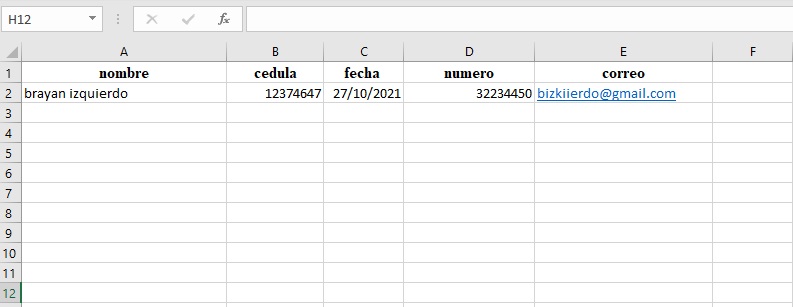 H12 fx
A B C D E F
1 nombre cedula fecha numero correo
2 brayan izquierdo 12374647 27/10/2021 32234450 bizkiierdo@gmail.com
3
4
5
6
7
8
9
10
11
12